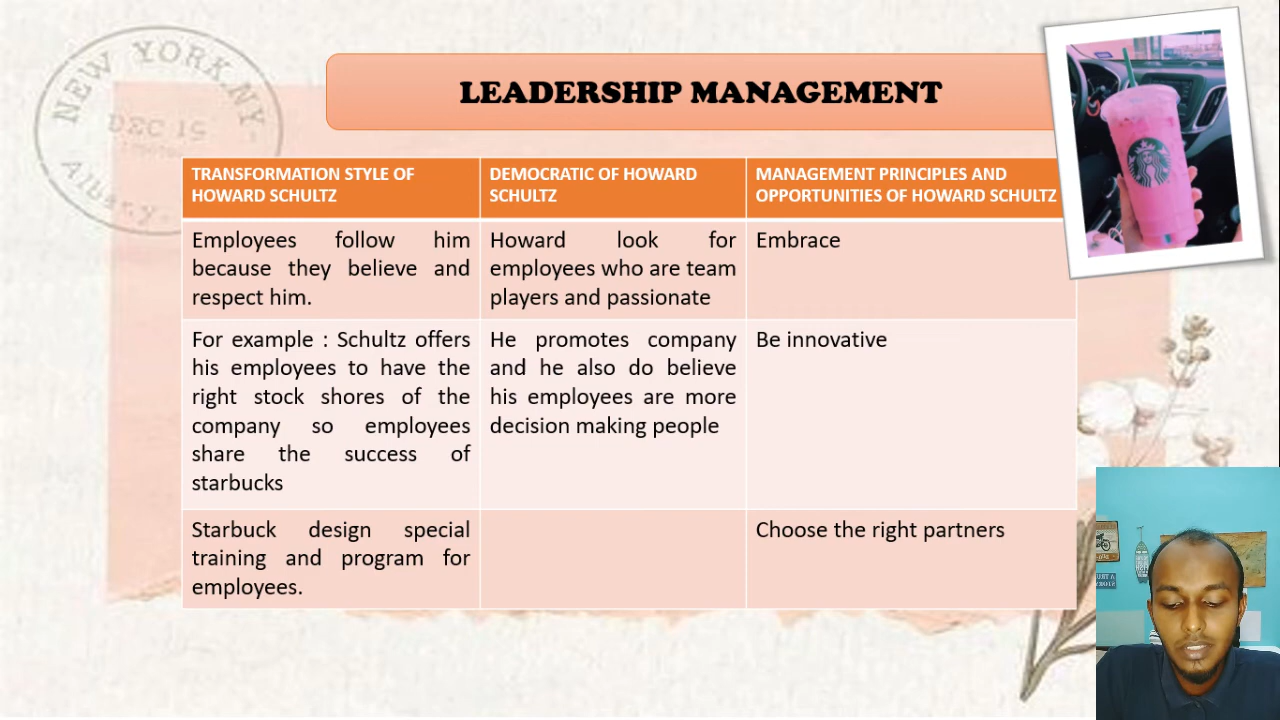 NEW YORK, NY
DEC 15
LEADERSHIP MANAGEMENT
TRANSFORMATION STYLE OF
HOWARD SCHULTZ
DEMOCRATIC OF HOWARD
SCHULTZ
MANAGEMENT PRINCIPLES AND
OPPORTUNITIES OF HOWARD SCHULTZ
Employees follow him
because they believe and
respect him.
Howard look for
employees who are team
players and passionate
Embrace
For example : Schultz offers
his employees to have the
right stock shores of the
company so employees
share the success of
starbucks
He promotes company
and he also do believe
his employees are more
decision making people
Be innovative
Starbuck design special
training and program for
employees.
Choose the right partners